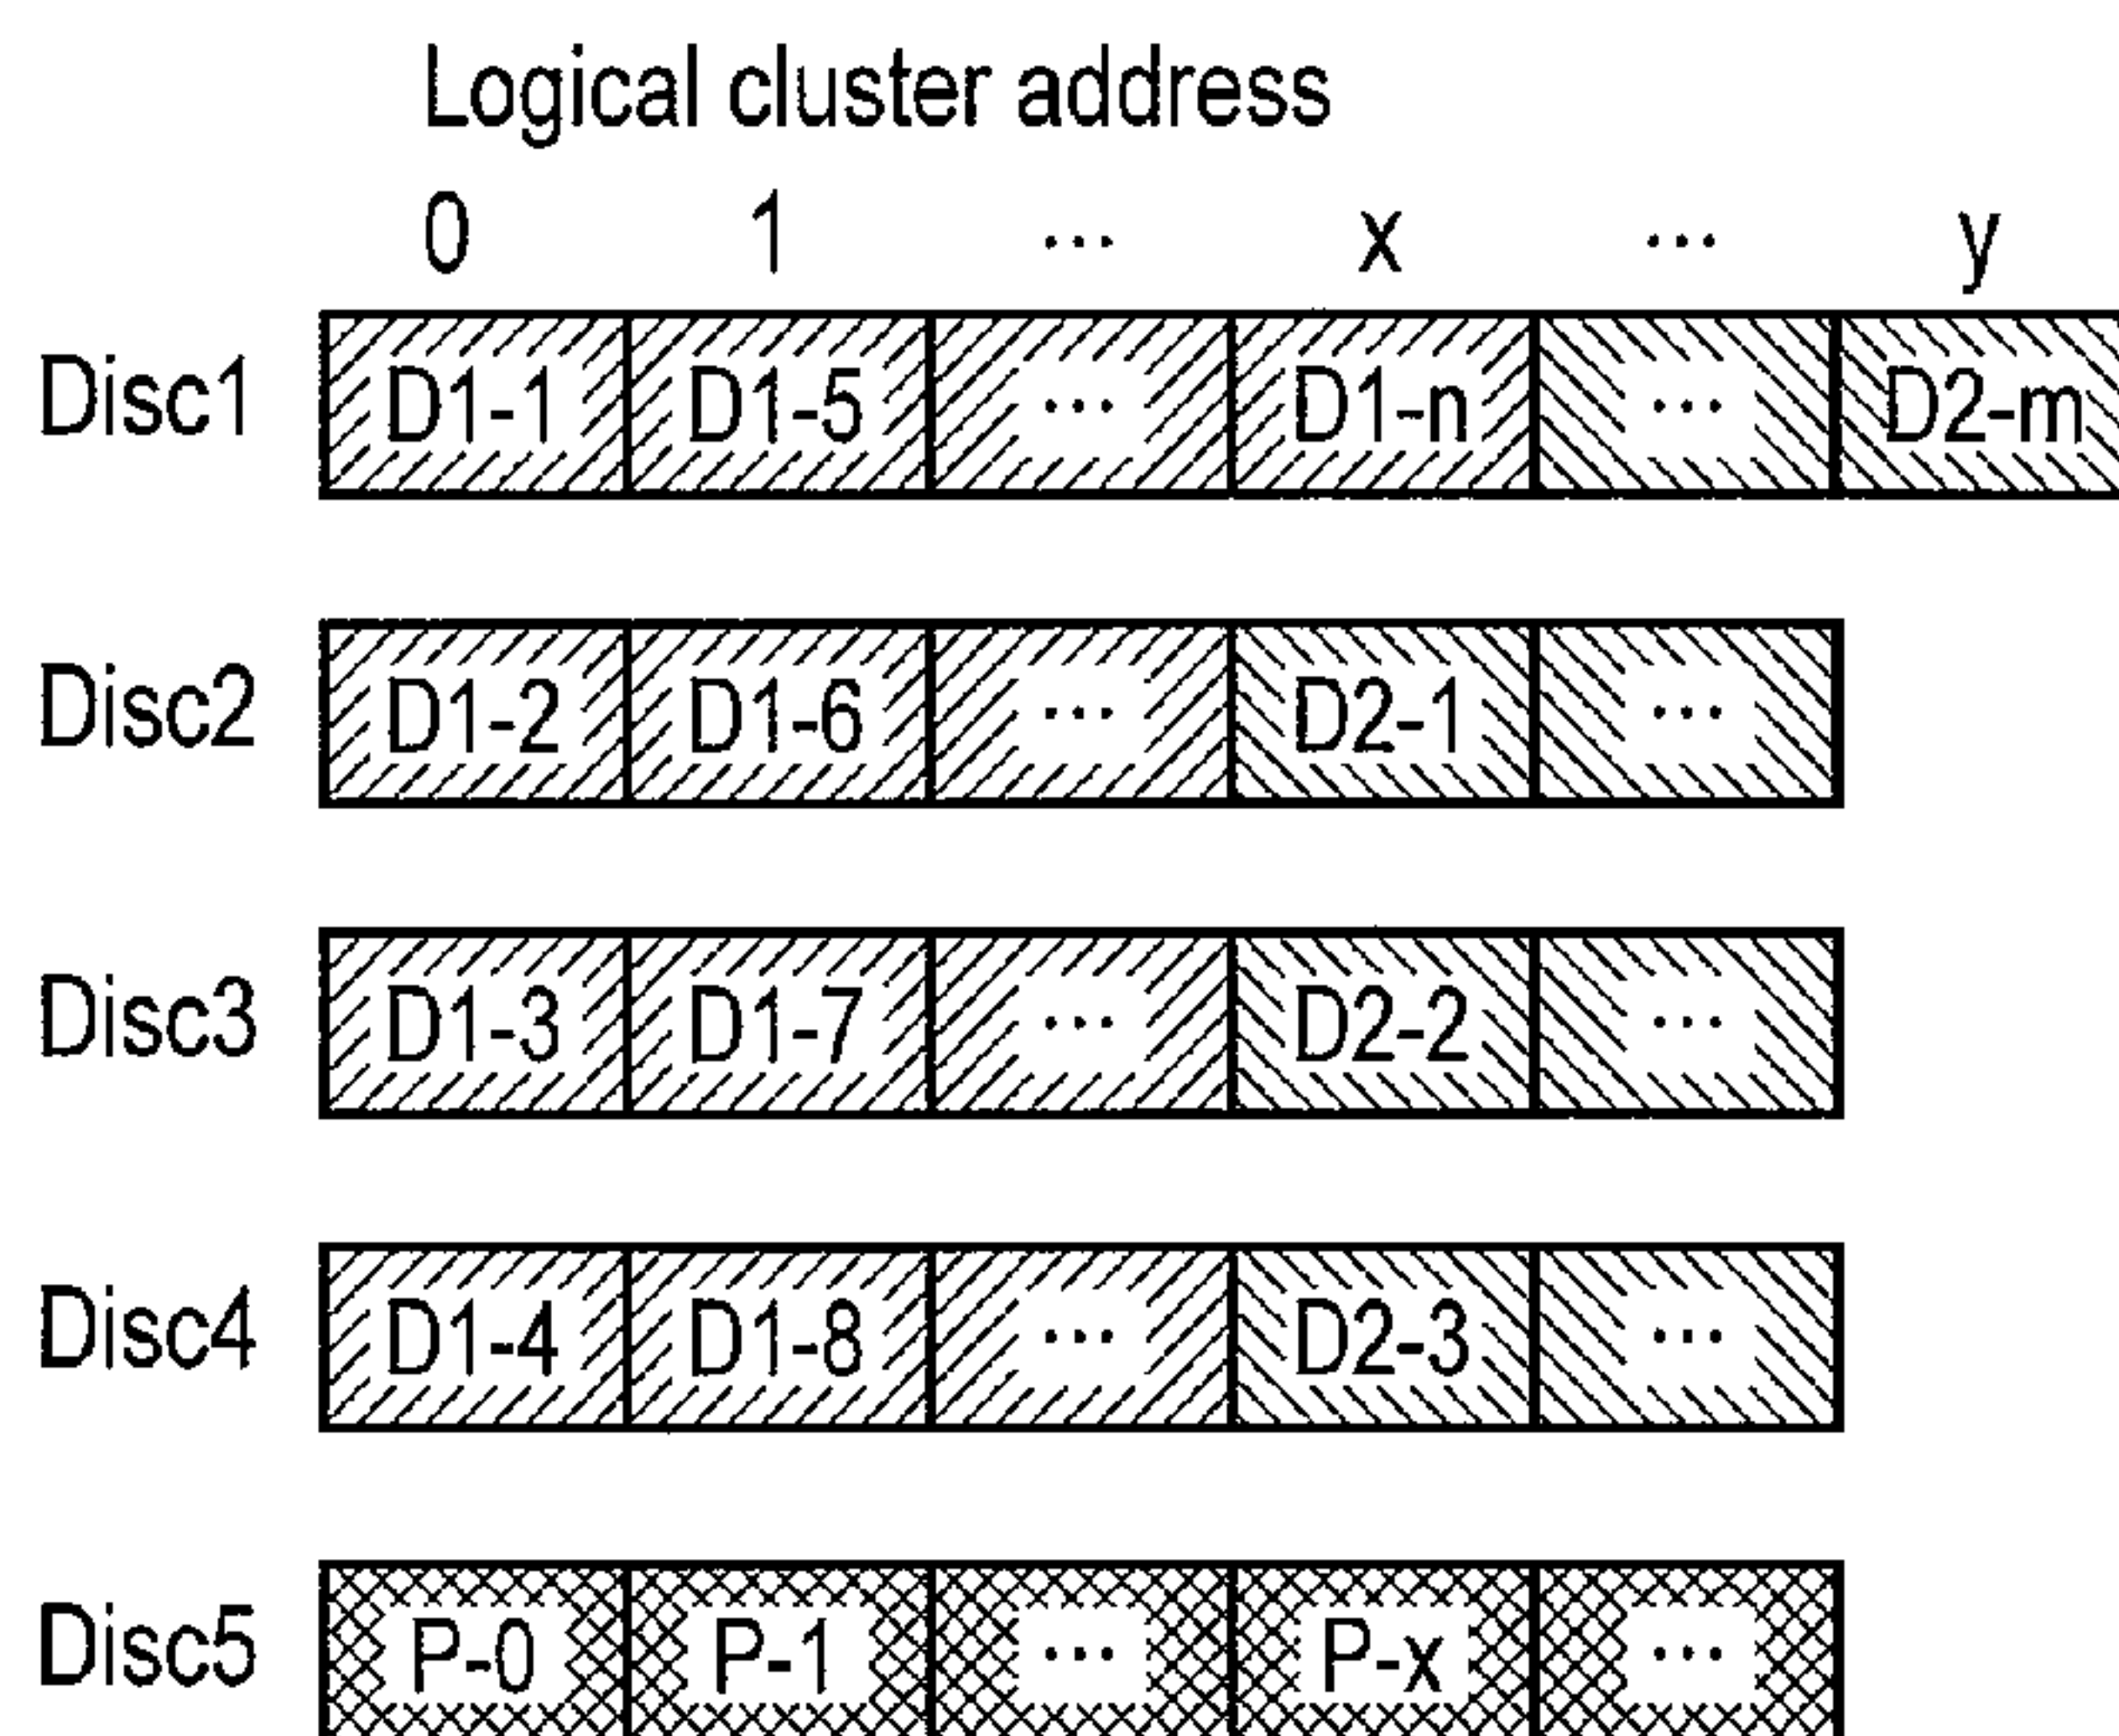 Logical cluster address
0 1 ... x ... y
Disc1 D1-1 D1-5 ... D1-n ... D2-m
Disc2 D1-2 D1-6 ... D2-1 ...
Disc3 D1-3 D1-7 ... D2-2 ...
Disc4 D1-4 D1-8 ... D2-3 ...
Disc5 P-0 P-1 ... P-x ...